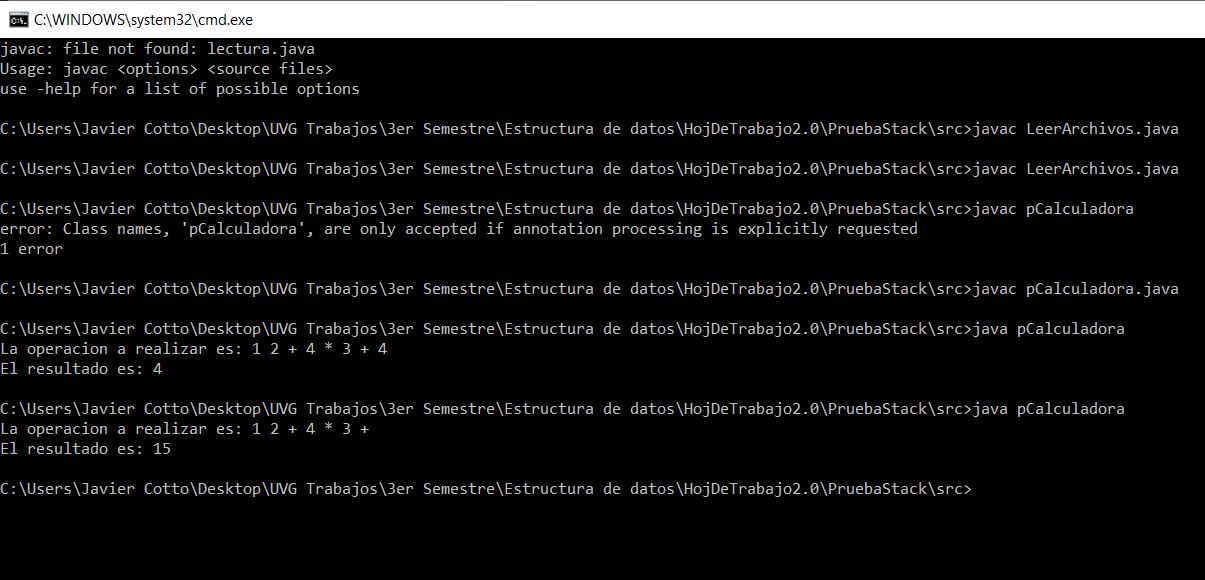 C:\WINDOWS\system32\cmd.exe
javac: file not found: lectura.java
Usage: javac <options> <source files>
use -help for a list of possible options
C:\Users\Javier Cotto\Desktop\UVG Trabajos\3er Semestre\Estructura de datos\HojDeTrabajo2.0\PruebaStack\src>javac LeerArchivos.java
C:\Users\Javier Cotto\Desktop\UVG Trabajos\3er Semestre\Estructura de datos\HojDeTrabajo2.0\PruebaStack\src>javac LeerArchivos.java
C:\Users\Javier Cotto\Desktop\UVG Trabajos\3er Semestre\Estructura de datos\HojDeTrabajo2.0\PruebaStack\src>javac pCalculadora
error: Class names, 'pCalculadora', are only accepted if annotation processing is explicitly requested
1 error
C:\Users\Javier Cotto\Desktop\UVG Trabajos\3er Semestre\Estructura de datos\HojDeTrabajo2.0\PruebaStack\src>javac pCalculadora.java
C:\Users\Javier Cotto\Desktop\UVG Trabajos\3er Semestre\Estructura de datos\HojDeTrabajo2.0\PruebaStack\src>java pCalculadora
La operacion a realizar es: 1 2 + 4 * 3 + 4
El resultado es: 4
C:\Users\Javier Cotto\Desktop\UVG Trabajos\3er Semestre\Estructura de datos\HojDeTrabajo2.0\PruebaStack\src>java pCalculadora
La operacion a realizar es: 1 2 + 4 * 3 +
El resultado es: 15
C:\Users\Javier Cotto\Desktop\UVG Trabajos\3er Semestre\Estructura de datos\HojDeTrabajo2.0\PruebaStack\src>